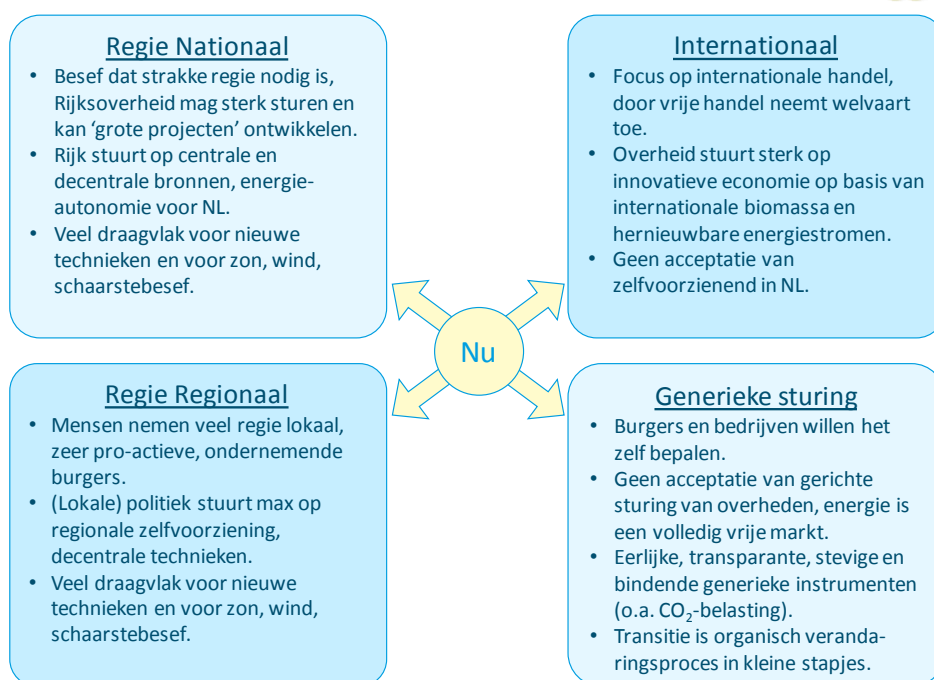 Regie Nationaal
• Besef dat strakke regie nodig is,
Rijksoverheid mag sterk sturen en
kan ‘grote projecten’ ontwikkelen.
• Rijk stuurt op centrale en
decentrale bronnen, energie-
autonomie voor NL.
• Veel draagvlak voor nieuwe
technieken en voor zon, wind,
schaarstebesef.
Internationaal
• Focus op internationale handel,
door vrije handel neemt welvaart
toe.
• Overheid stuurt sterk op
innovatieve economie op basis van
internationale biomassa en
hernieuwbare energiestromen.
• Geen acceptatie van
zelfvoorzienend in NL.
Nu
Regie Regionaal
• Mensen nemen veel regie lokaal,
zeer pro-actieve, ondernemende
burgers.
• (Lokale) politiek stuurt max op
regionale zelfvoorziening,
decentrale technieken.
• Veel draagvlak voor nieuwe
technieken en voor zon, wind,
schaarstebesef.
Generieke sturing
• Burgers en bedrijven willen het
zelf bepalen.
• Geen acceptatie van gerichte
sturing van overheden, energie is
een volledig vrije markt.
• Eerlijke, transparante, stevige en
bindende generieke instrumenten
(o.a. CO₂-belasting).
• Transitie is organisch verande-
ringsproces in kleine stapjes.